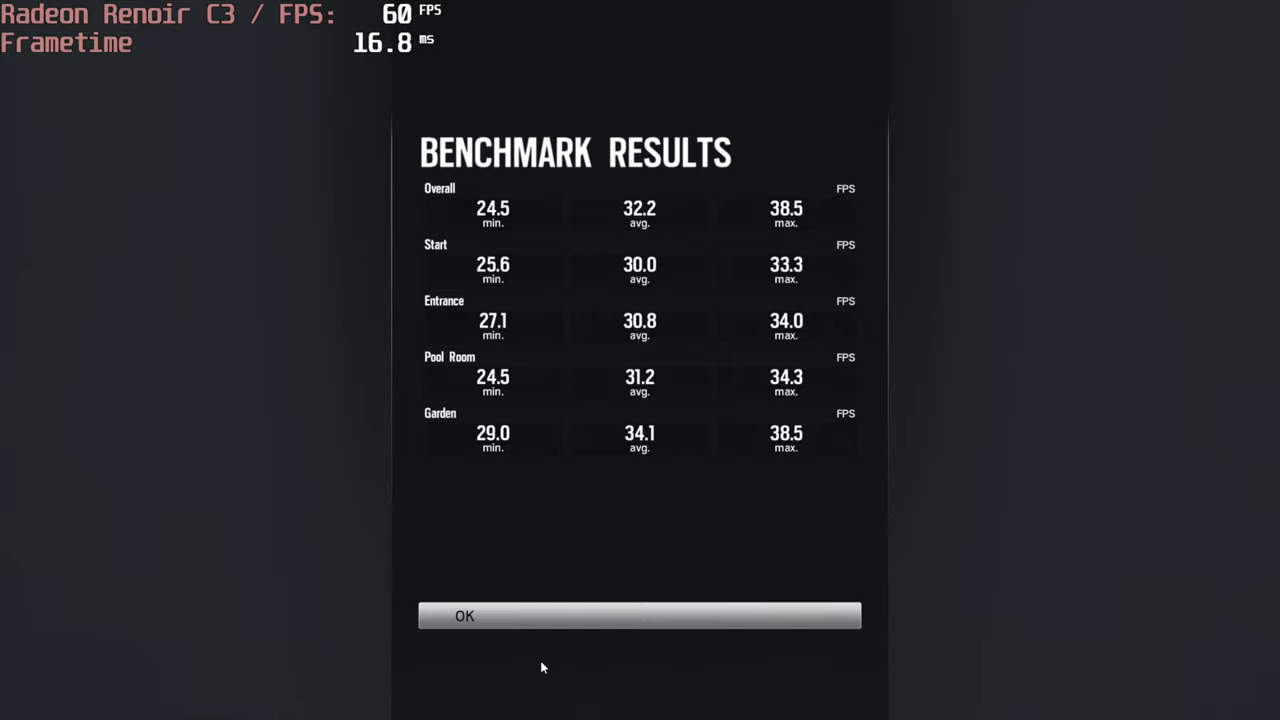 Radeon Renoir C3 / FPS: 60 FPS
Frametime 16.8 ms
BENCHMARK RESULTS
Overall FPS
24.5 32.2 38.5
min. avg. max.
Start FPS
25.6 30.0 33.3
min. avg. max.
Entrance FPS
27.1 30.8 34.0
min. avg. max.
Pool Room FPS
24.5 31.2 34.3
min. avg. max.
Garden FPS
29.0 34.1 38.5
min. avg. max.
OK